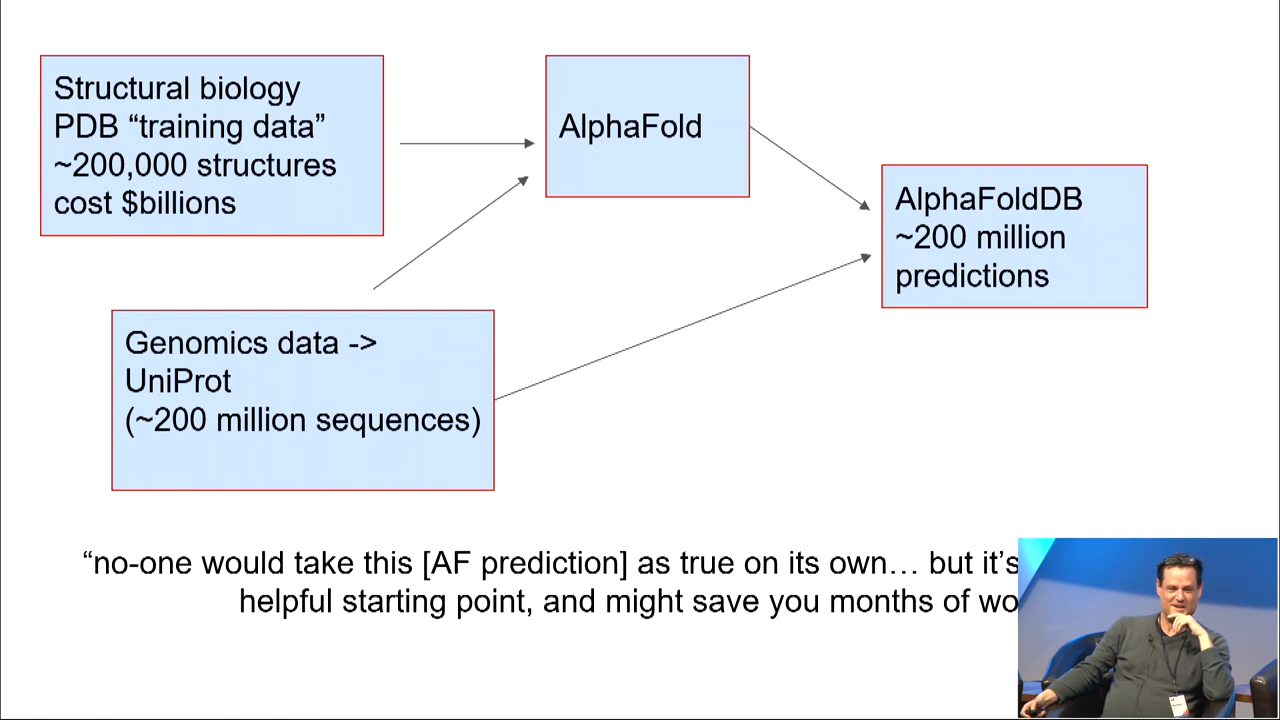 Structural biology
PDB “training data”
~200,000 structures
cost $billions
AlphaFold
AlphaFoldDB
~200 million
predictions
Genomics data ->
UniProt
(~200 million sequences)
“no-one would take this [AF prediction] as true on its own… but it’s
helpful starting point, and might save you months of